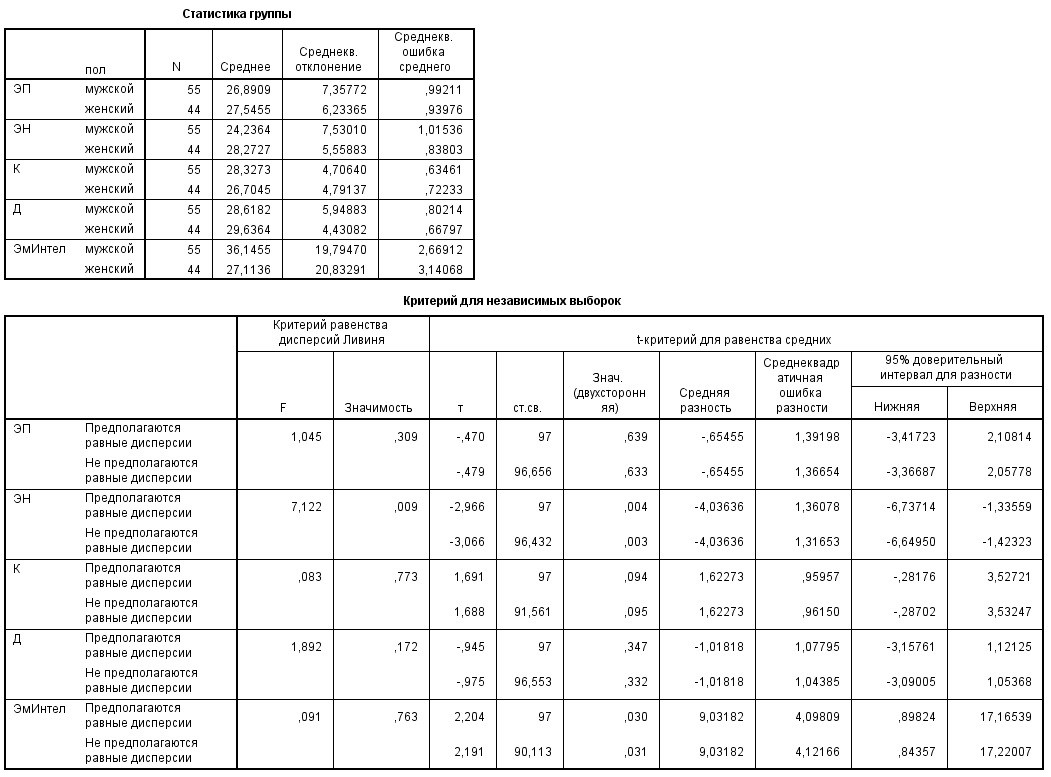 Статистика группы
пол N Среднее Среднекв. отклонение Среднекв. ошибка среднего
ЭП мужской 55 26,8909 7,35772 ,99211
женский 44 27,5455 6,23365 ,93976
ЭН мужской 55 24,2364 7,53010 1,01536
женский 44 28,2727 5,55883 ,83803
К мужской 55 28,3273 4,70640 ,63461
женский 44 26,7045 4,79137 ,72233
Д мужской 55 28,6182 5,94883 ,80214
женский 44 29,6364 4,43082 ,66797
ЭмИнтел мужской 55 36,1455 19,79470 2,66912
женский 44 27,1136 20,83291 3,14068
Критерий для независимых выборок
Критерий равенства
дисперсий Ливиня
t-критерий для равенства средних
F Значимость т ст.св.
Знач.
(двухсторонн
яя)
Средняя
разность
Среднеквадр
атичная
ошибка
разности
95% доверительный
интервал для разности
Нижняя Верхняя
ЭП Предполагаются
равные дисперсии 1,045 ,309 -,470 97 ,639 -,65455 1,39198 -3,41723 2,10814
Не предполагаются
равные дисперсии -,479 96,656 ,633 -,65455 1,36654 -3,36687 2,05778
ЭН Предполагаются
равные дисперсии 7,122 ,009 -2,966 97 ,004 -4,03636 1,36078 -6,73714 -1,33559
Не предполагаются
равные дисперсии -3,066 96,432 ,003 -4,03636 1,31653 -6,64950 -1,42323
К Предполагаются
равные дисперсии ,083 ,773 1,691 97 ,094 1,62273 ,95957 -,28176 3,52721
Не предполагаются
равные дисперсии 1,688 91,561 ,095 1,62273 ,96150 -,28702 3,53247
Д Предполагаются
равные дисперсии 1,892 ,172 -,945 97 ,347 -1,01818 1,07795 -3,15761 1,12125
Не предполагаются
равные дисперсии -,975 96,553 ,332 -1,01818 1,04385 -3,09005 1,05368
ЭмИнтел Предполагаются
равные дисперсии ,091 ,763 2,204 97 ,030 9,03182 4,09809 ,89824 17,16539
Не предполагаются
равные дисперсии 2,191 90,113 ,031 9,03182 4,12166 ,84357 17,22007